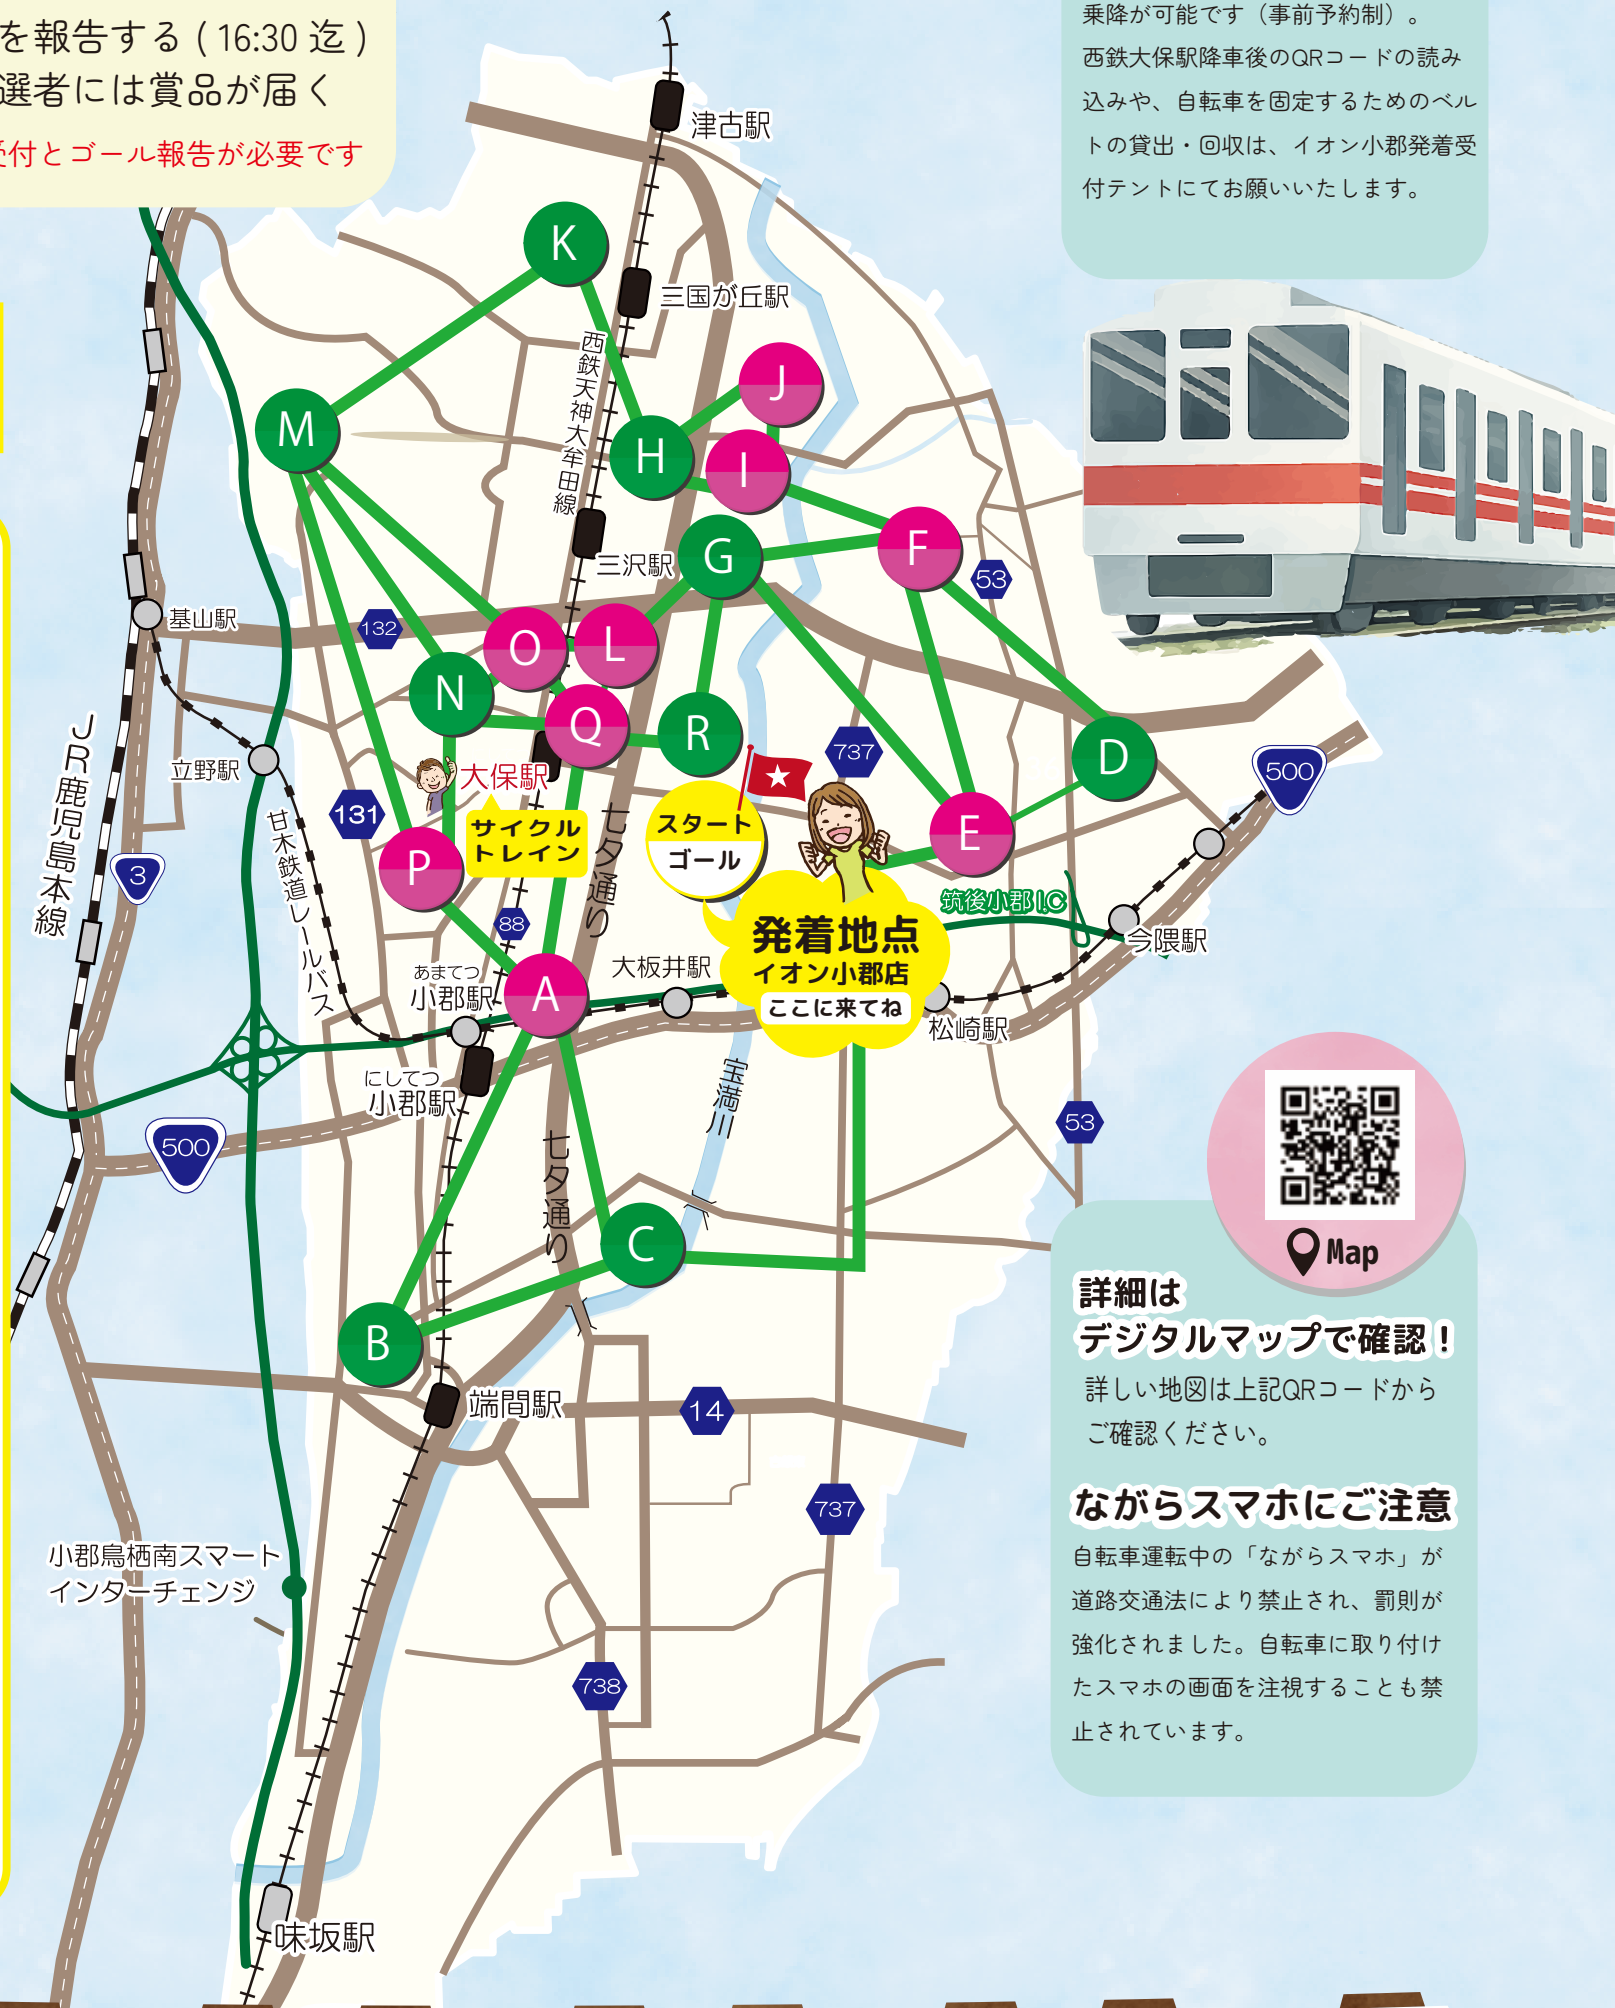 を報告する ( 16:30 迄 )
選者には賞品が届く
受付とゴール報告が必要です
乗降が可能です（事前予約制）。
西鉄大保駅降車後のQRコードの読み
込みや、自転車を固定するためのベル
トの貸出・回収は、イオン小郡発着受
付テントにてお願いいたします。
津古駅
K
三国が丘駅
西鉄天神大牟田線
J
M
H
I
三沢駅
G
F
53
基山駅
132
O
L
N
Q
R
737
D
500
JR鹿児島本線
立野駅
大保駅
サイクル
トレイン
131
甘木鉄道レールバス
七夕通り
スタート
ゴール
E
3
P
88
筑後小郡I.C
発着地点
イオン小郡店
ここに来てね
今隈駅
あまてつ
小郡駅
A
大板井駅
松崎駅
にしてつ
小郡駅
宝満川
53
500
七夕通り
C
B
Map
詳細は
デジタルマップで確認！
詳しい地図は上記QRコードから
ご確認ください。
端間駅
14
737
ながらスマホにご注意
自転車運転中の「ながらスマホ」が
道路交通法により禁止され、罰則が
強化されました。自転車に取り付け
たスマホの画面を注視することも禁
止されています。
小郡鳥栖南スマート
インターチェンジ
738
味坂駅